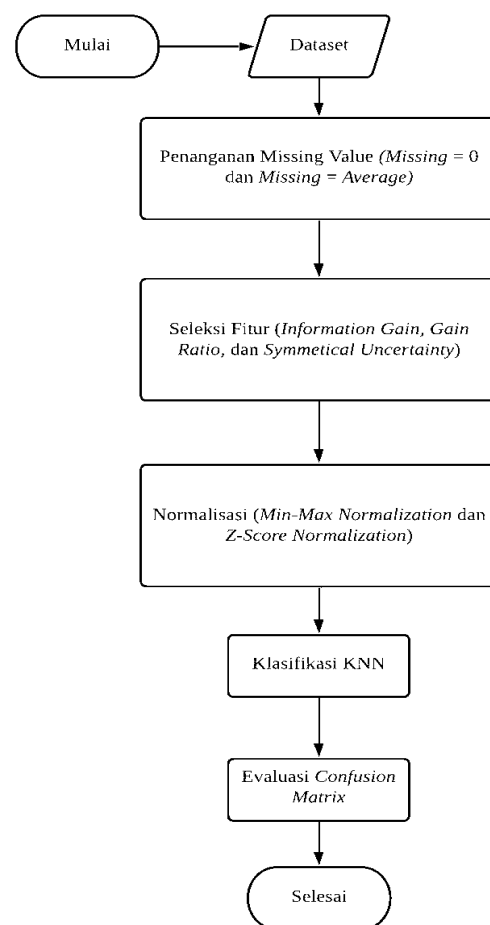 Mulai
Dataset
Penanganan Missing Value (Missing = 0
dan Missing = Average)
Seleksi Fitur (Information Gain, Gain
Ratio, dan Symmetical Uncertainty)
Normalisasi (Min-Max Normalization dan
Z-Score Normalization)
Klasifikasi KNN
Evaluasi Confusion
Matrix
Selesai